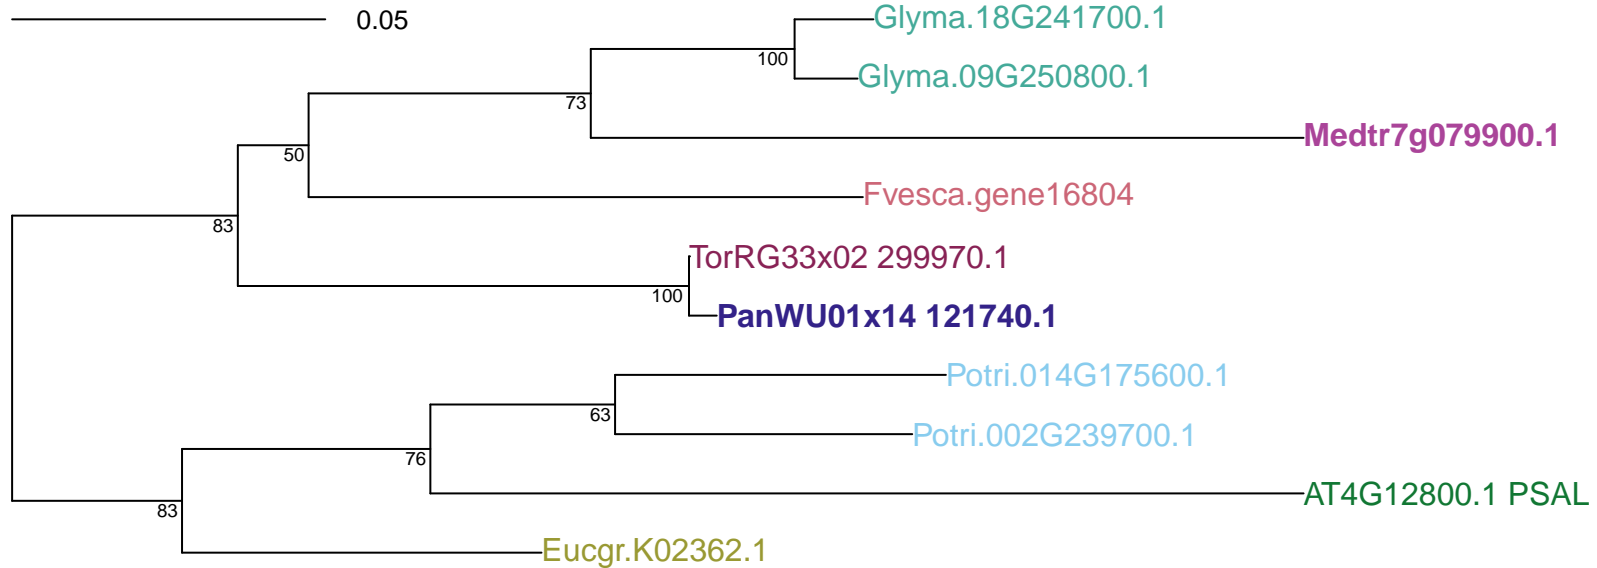 0.05
Glyma.18G241700.1
100
Glyma.09G250800.1
73
Medtr7g079900.1
50
Fvesca.gene16804
83
TorRG33x02 299970.1
100
PanWU01x14 121740.1
Potri.014G175600.1
63
Potri.002G239700.1
76
AT4G12800.1 PSAL
83
Eucgr.K02362.1